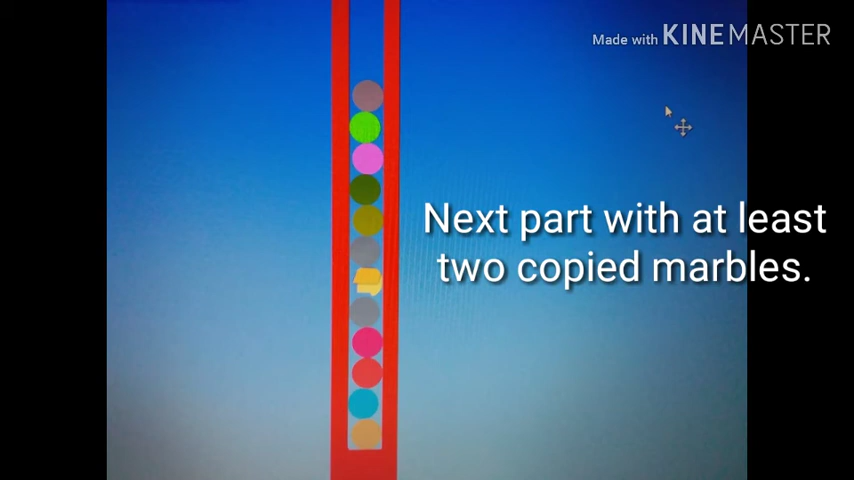 Made with KINEMASTER
Next part with at least
two copied marbles.